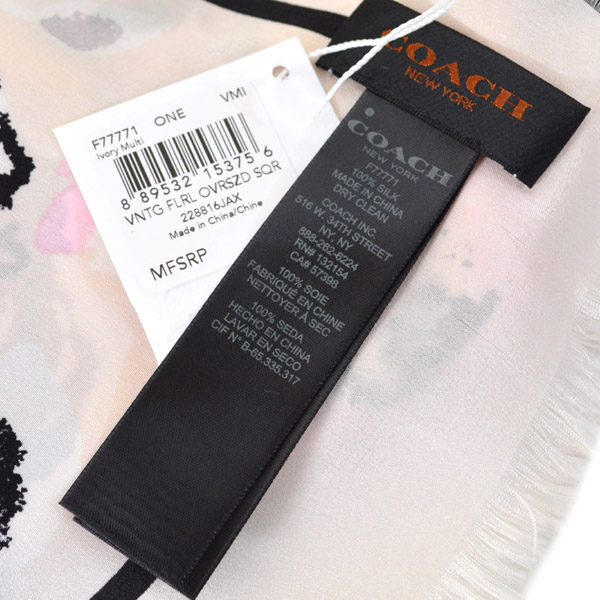 COACH
NEW YORK
F77771 ONE VMI
Ivory Multi
8 89532 15375 6
VNTG FLRL OVRSZD SQR
228816JAX
Made in China/Chine
MFSRP
COACH
NEW YORK
F77771
100% SILK
MADE IN CHINA
DRY CLEAN
COACH INC.
516 W. 34TH STREET
NY, NY
888-262-6224
RN# 132154
CA# 57398
100% SOIE
FABRIQUÉ EN CHINE
NETTOYER À SEC
100% SEDA
HECHO EN CHINA
LAVAR EN SECO
CIF N° B-65.335.317